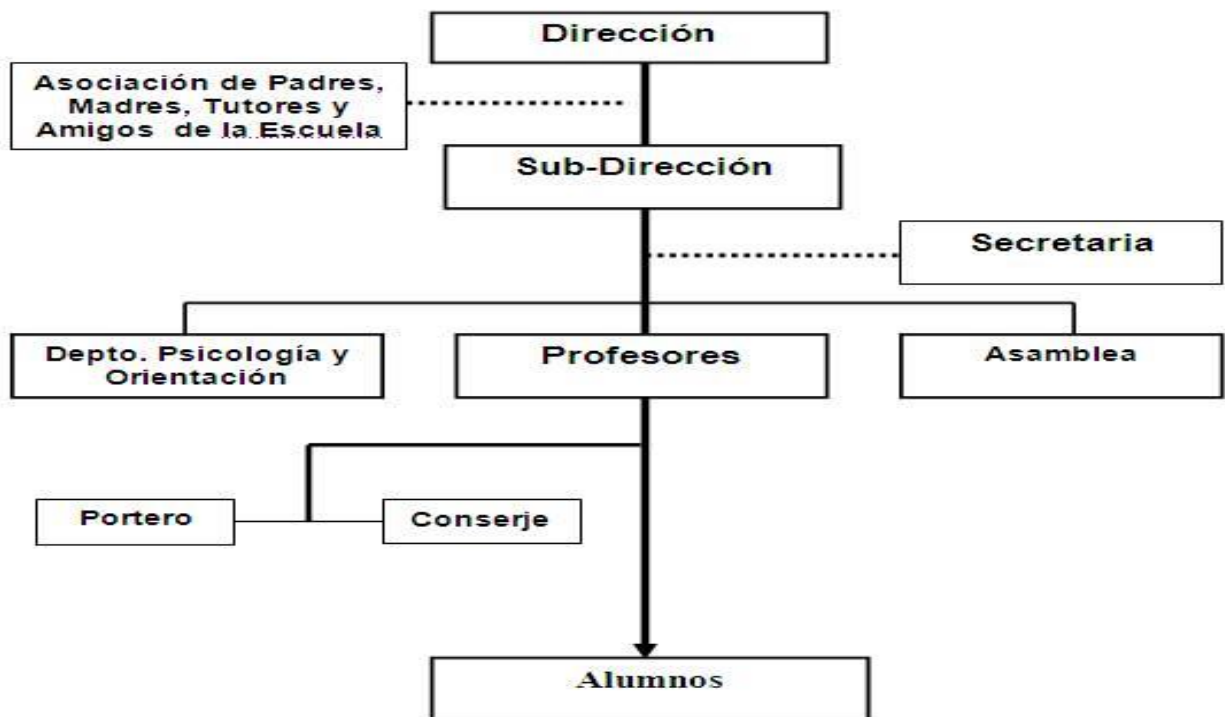 Dirección
Asociación de Padres,
Madres, Tutores y
Amigos de la Escuela
Sub-Dirección
Secretaria
Depto. Psicología y
Orientación
Profesores
Asamblea
Portero
Conserje
Alumnos